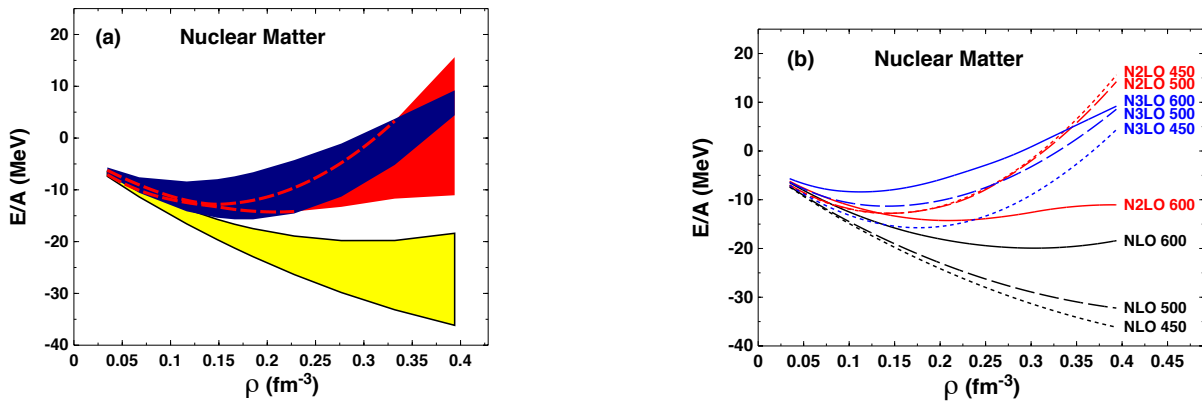 (a) Nuclear Matter
E/A (MeV)
20
10
0
-10
-20
-30
-40
0 0.05 0.1 0.15 0.2 0.25 0.3 0.35 0.4
ρ (fm-3)
(b) Nuclear Matter
E/A (MeV)
20
10
0
-10
-20
-30
-40
N2LO 450
N2LO 500
N3LO 600
N3LO 500
N3LO 450
N2LO 600
NLO 600
NLO 500
NLO 450
0 0.05 0.1 0.15 0.2 0.25 0.3 0.35 0.4 0.45
ρ (fm-3)